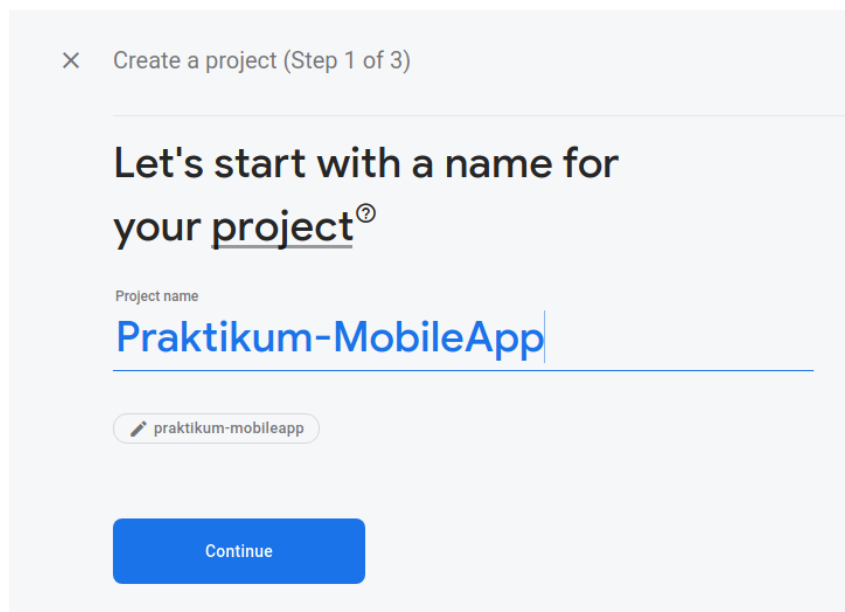 Create a project (Step 1 of 3)
Let's start with a name for
your project
Project name
Praktikum-MobileApp
praktikum-mobileapp
Continue